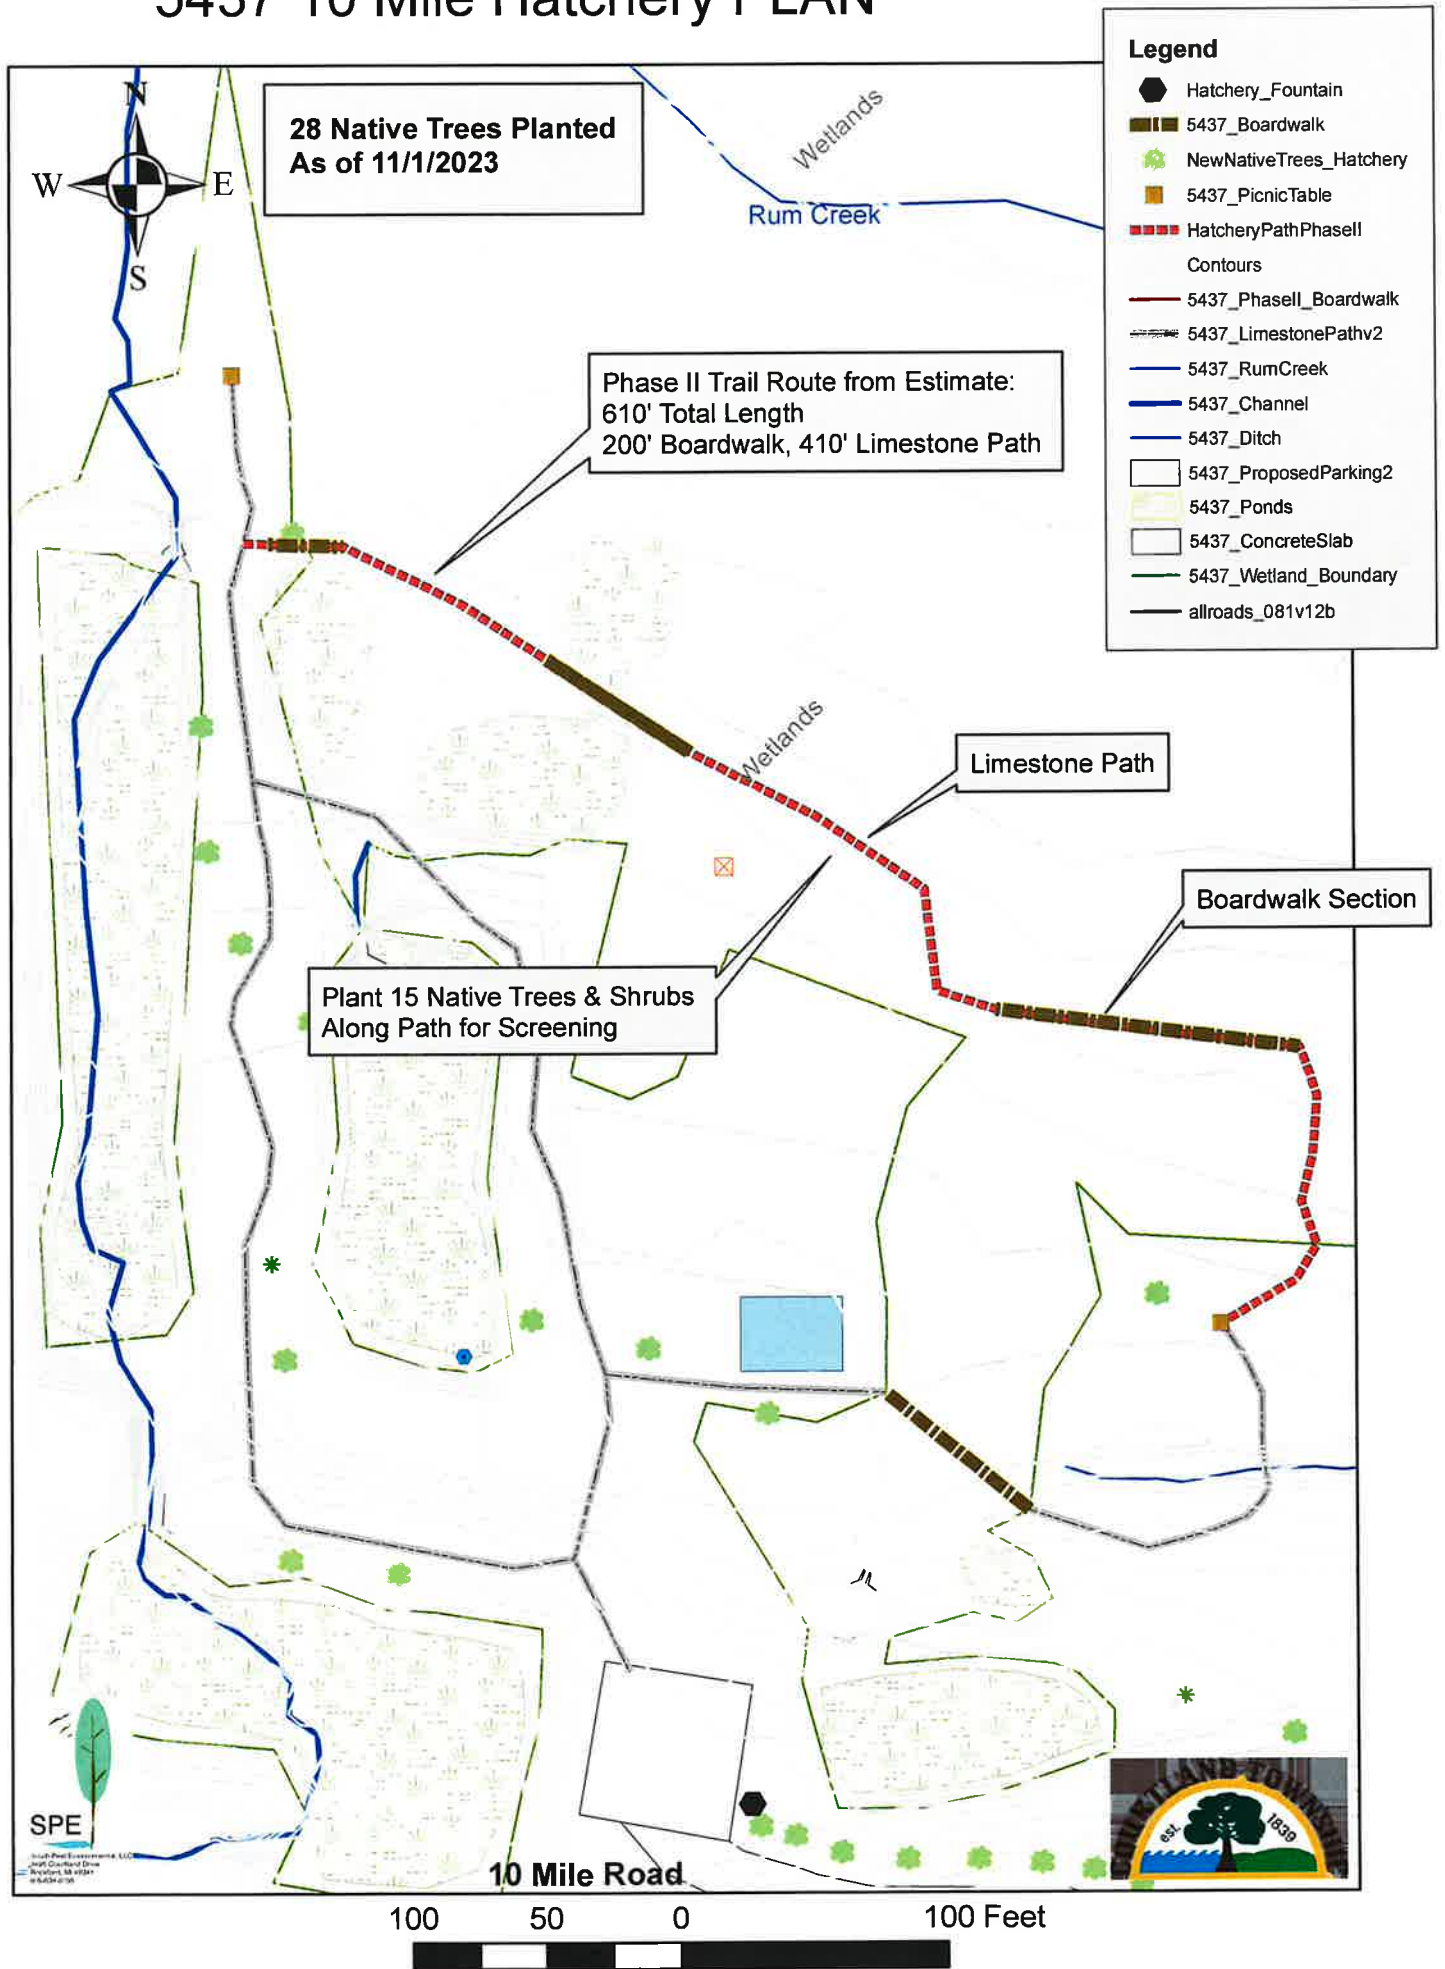 5437 10 Mile Hatchery PLAN
Legend
Hatchery_Fountain
5437_Boardwalk
NewNativeTrees_Hatchery
5437_PicnicTable
HatcheryPathPhaseII
Contours
5437_PhaseII_Boardwalk
5437_LimestonePathv2
5437_RumCreek
5437_Channel
5437_Ditch
5437_ProposedParking2
5437_Ponds
5437_ConcreteSlab
5437_Wetland_Boundary
allroads_081v12b
N
W
E
S
28 Native Trees Planted
As of 11/1/2023
Wetlands
Rum Creek
Phase II Trail Route from Estimate:
610' Total Length
200' Boardwalk, 410' Limestone Path
Wetlands
Limestone Path
Boardwalk Section
Plant 15 Native Trees & Shrubs
Along Path for Screening
SPE
COURTLAND TOWNSHIP
est. 1839
10 Mile Road
100 50 0 100 Feet